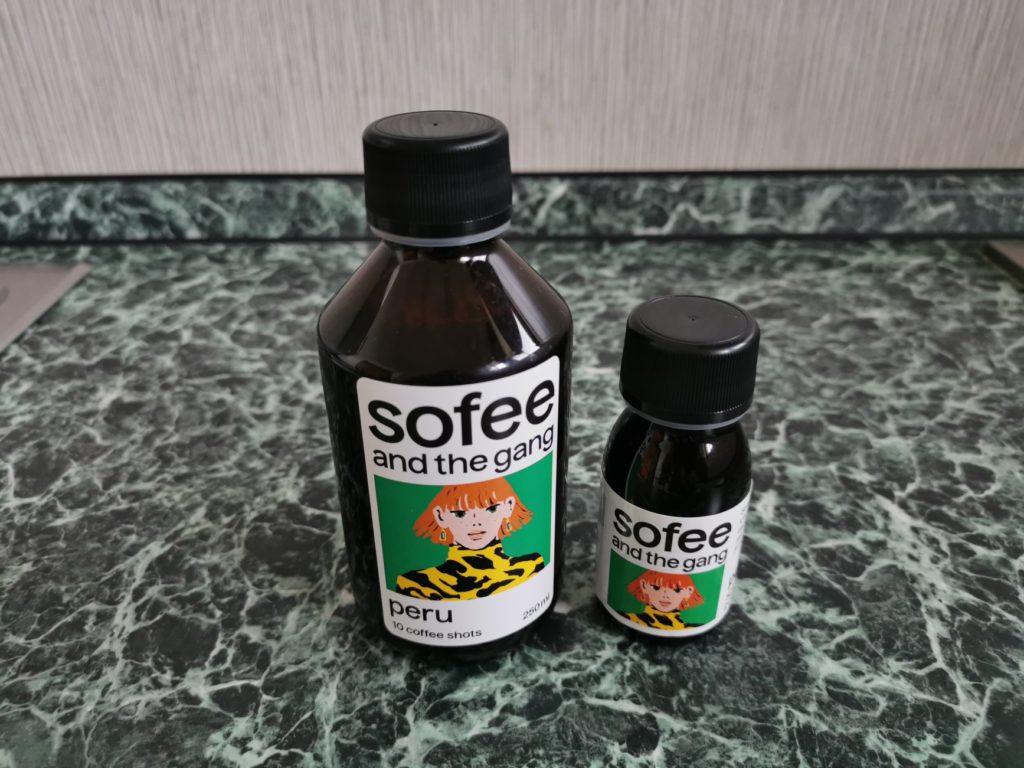 sofee
and the gang
peru
10 coffee shots
250ml
sofee
and the gang